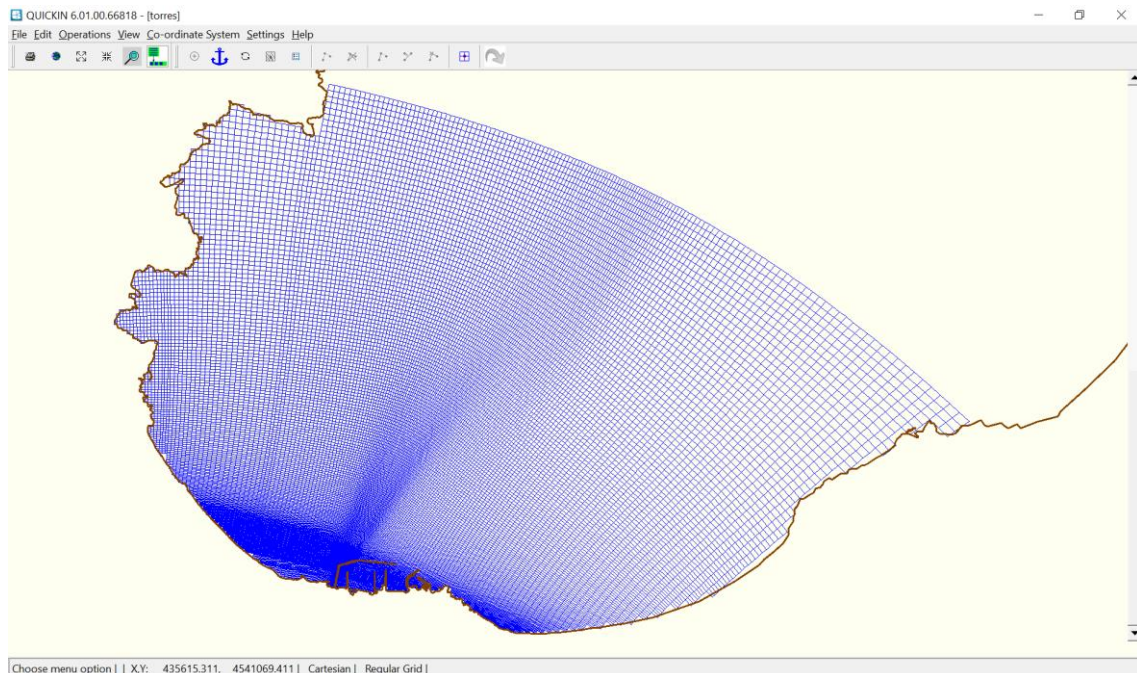 QUICKIN 6.01.00.66818 - [torres]
File Edit Operations View Co-ordinate System Settings Help
Choose menu option | | X,Y: 435615.311, 4541069.411 | Cartesian | Regular Grid |